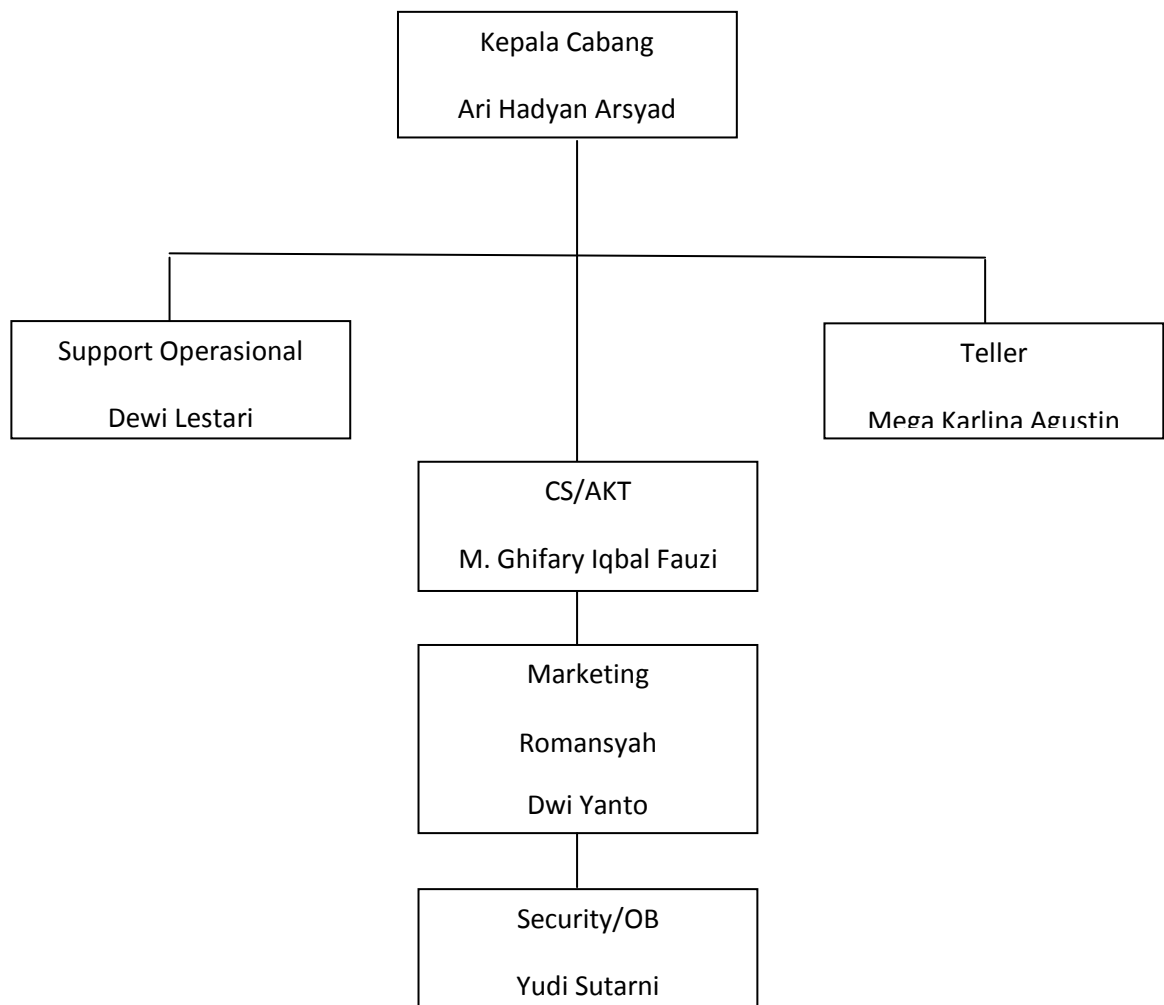 Kepala Cabang
Ari Hadyan Arsyad
Support Operasional
Dewi Lestari
Teller
Mega Karlina Agustin
CS/AKT
M. Ghifary Iqbal Fauzi
Marketing
Romansyah
Dwi Yanto
Security/OB
Yudi Sutarni